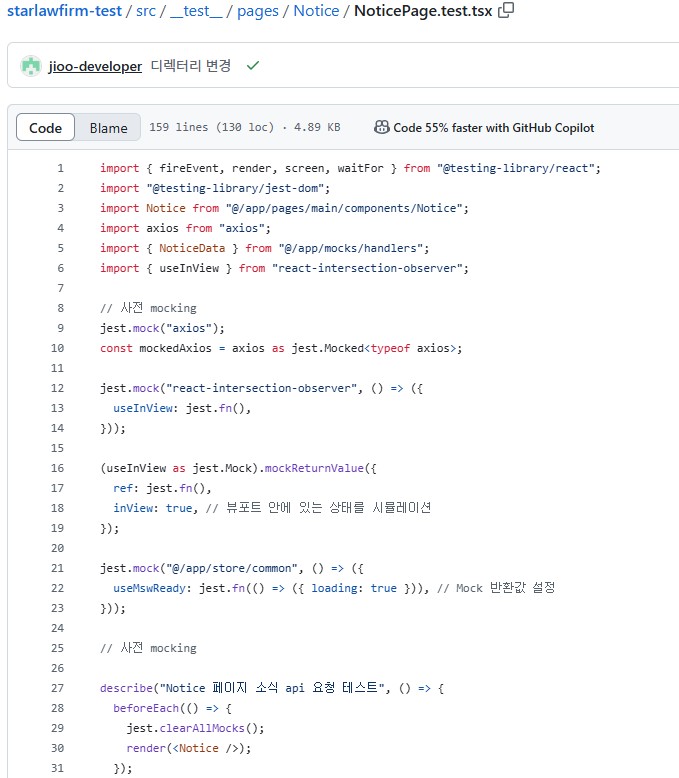 starlawfirm-test / src / __test__ / pages / Notice / NoticePage.test.tsx
jioo-developer 디렉터리 변경
Code Blame 159 lines (130 loc) · 4.89 KB Code 55% faster with GitHub Copilot
1 import { fireEvent, render, screen, waitFor } from "@testing-library/react";
2 import "@testing-library/jest-dom";
3 import Notice from "@/app/pages/main/components/Notice";
4 import axios from "axios";
5 import { NoticeData } from "@/app/mocks/handlers";
6 import { useInView } from "react-intersection-observer";
7
8 // 사전 mocking
9 jest.mock("axios");
10 const mockedAxios = axios as jest.Mocked<typeof axios>;
11
12 jest.mock("react-intersection-observer", () => ({
13 useInView: jest.fn(),
14 }));
15
16 (useInView as jest.Mock).mockReturnValue({
17 ref: jest.fn(),
18 inView: true, // 뷰포트 안에 있는 상태를 시뮬레이션
19 });
20
21 jest.mock("@/app/store/common", () => ({
22 useMswReady: jest.fn(() => ({ loading: true })), // Mock 반환값 설정
23 }));
24
25 // 사전 mocking
26
27 describe("Notice 페이지 소식 api 요청 테스트", () => {
28 beforeEach(() => {
29 jest.clearAllMocks();
30 render(<Notice />);
31 });